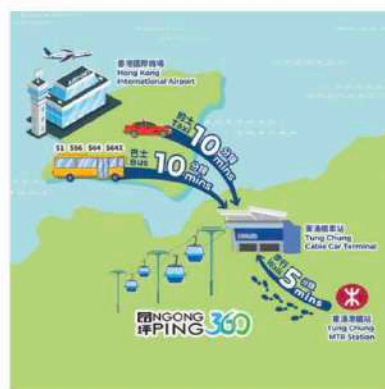 香港國際機場
Hong Kong
International Airport
的士
Taxi
10
分鐘
mins
S1
S56
S64
S64X
巴士
Bus
10
分鐘
mins
東涌纜車站
Tung Chung
Cable Car Terminal
步行
Walk
5
分鐘
mins
昂坪
NGONG
PING
360
東涌港鐵站
Tung Chung
MTR Station